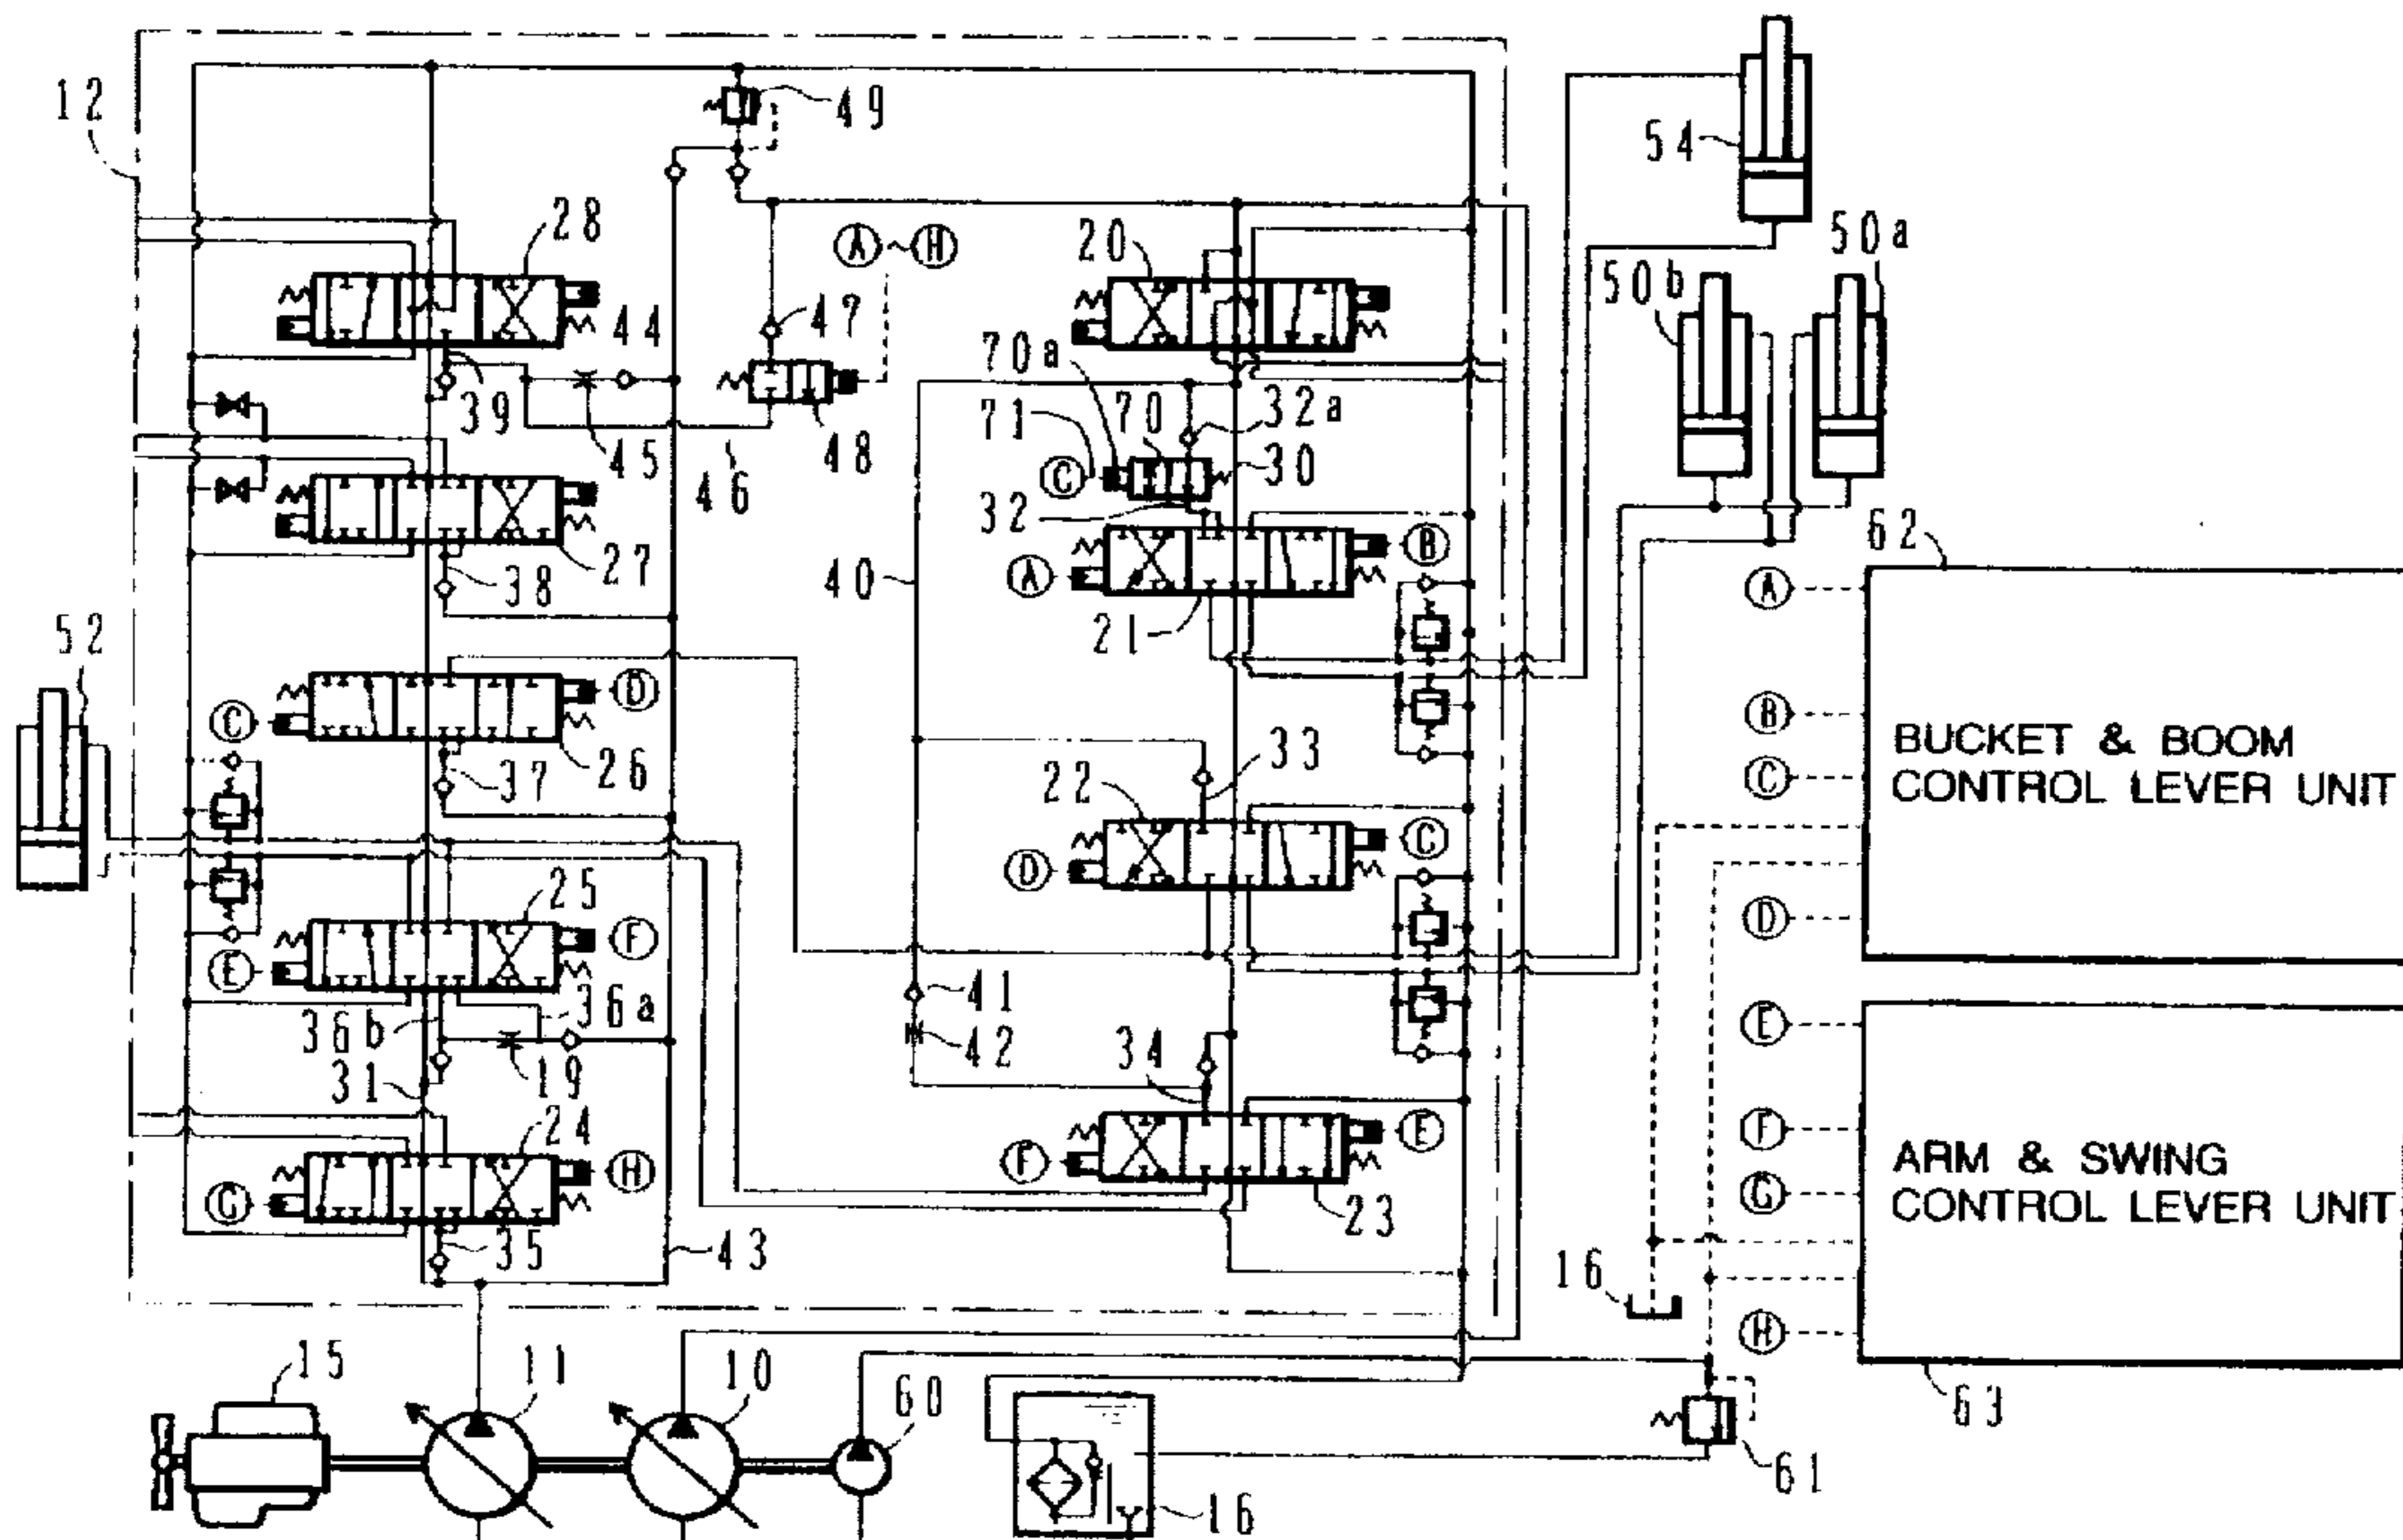 12
49
54
28
A ~ H
20
50b
50a
44
47
70a
39
71
70
32a
45
46
48
C
30
32
62
27
40
A
B
21
38
52
A
B
C
D
26
37
33
22
C
BUCKET & BOOM
CONTROL LEVER UNIT
C
D
D
25
F
E
36a
36b
41
42
34
31
19
E
24
H
G
F
E
23
35
43
F
G
ARM & SWING
CONTROL LEVER UNIT
16
H
15
11
10
60
63
61
16